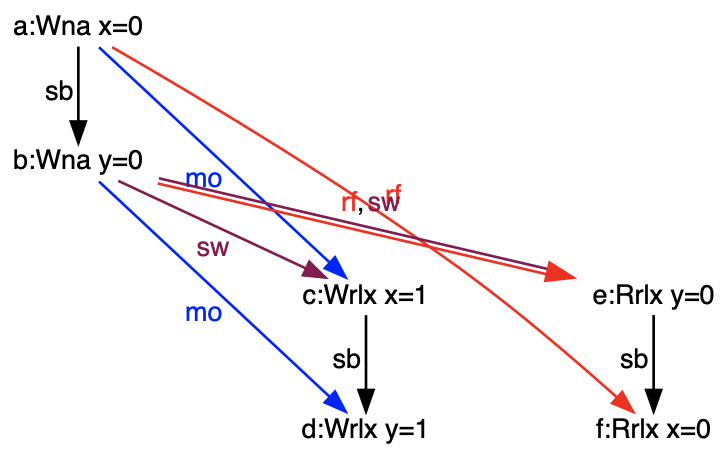 a:Wna x=0
sb
b:Wna y=0
mo
rf,sw
rf
sw
c:Wrlx x=1
e:Rrlx y=0
mo
sb
sb
d:Wrlx y=1
f:Rrlx x=0